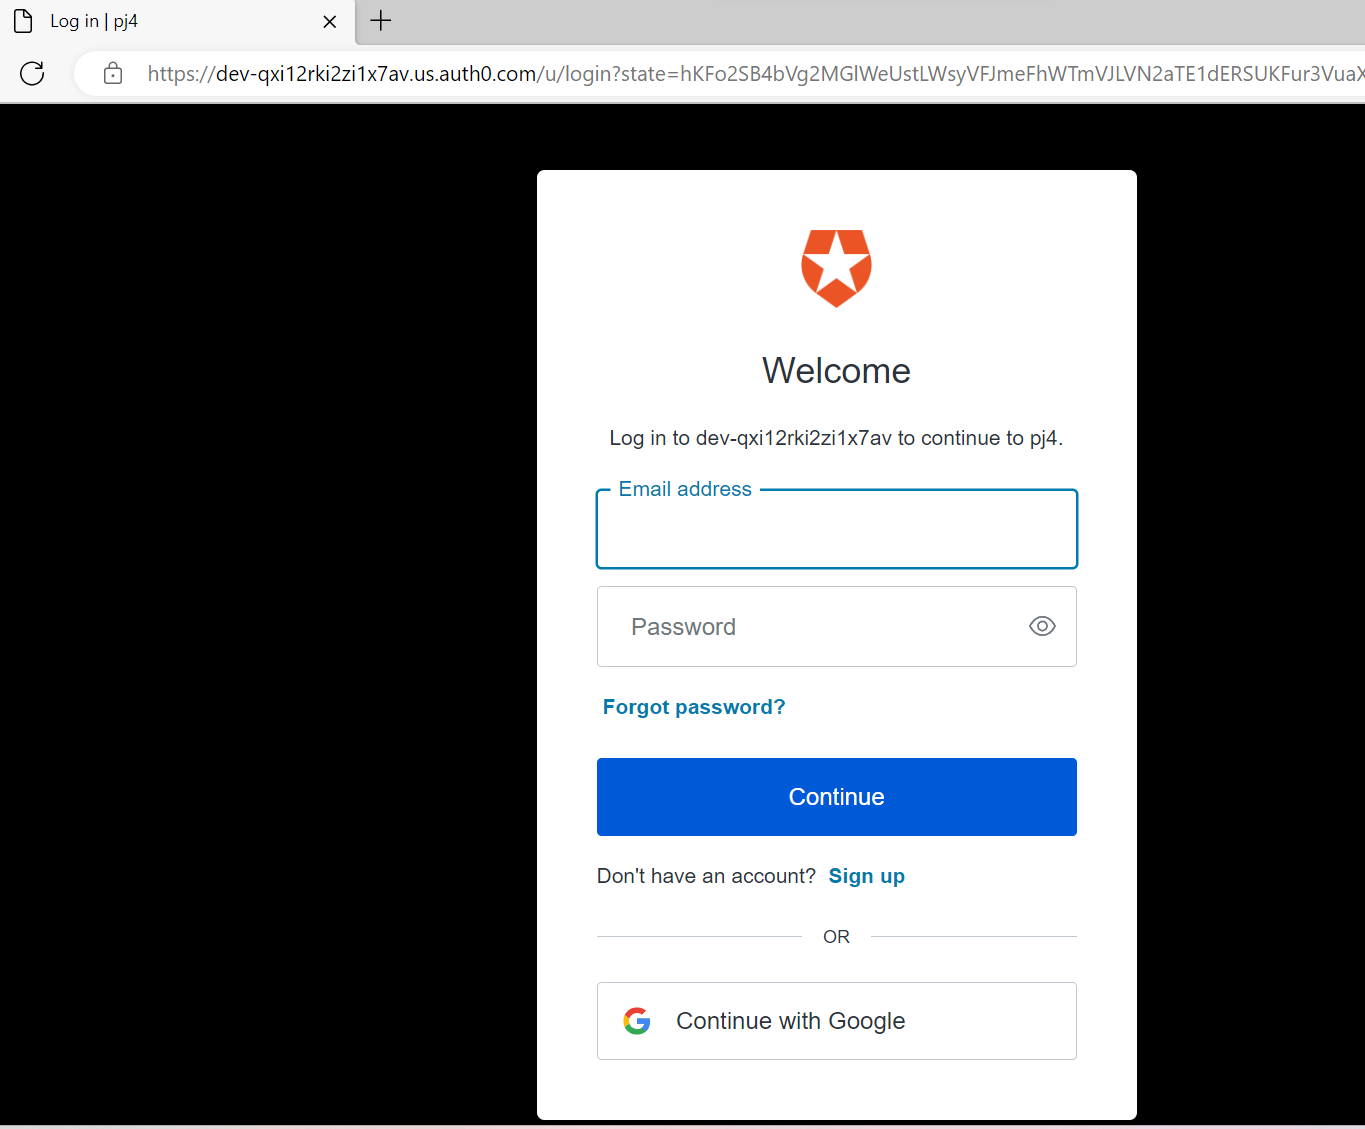 Log in | pj4
https://dev-qxi12rki2zi1x7av.us.auth0.com/u/login?state=hKFo2SB4bVg2MGlWeUstLWsyVFJmeFhWTmVJLVN2aTE1dERSUKFur3VuaX
Welcome
Log in to dev-qxi12rki2zi1x7av to continue to pj4.
Email address
Password
Forgot password?
Continue
Don't have an account? Sign up
OR
Continue with Google